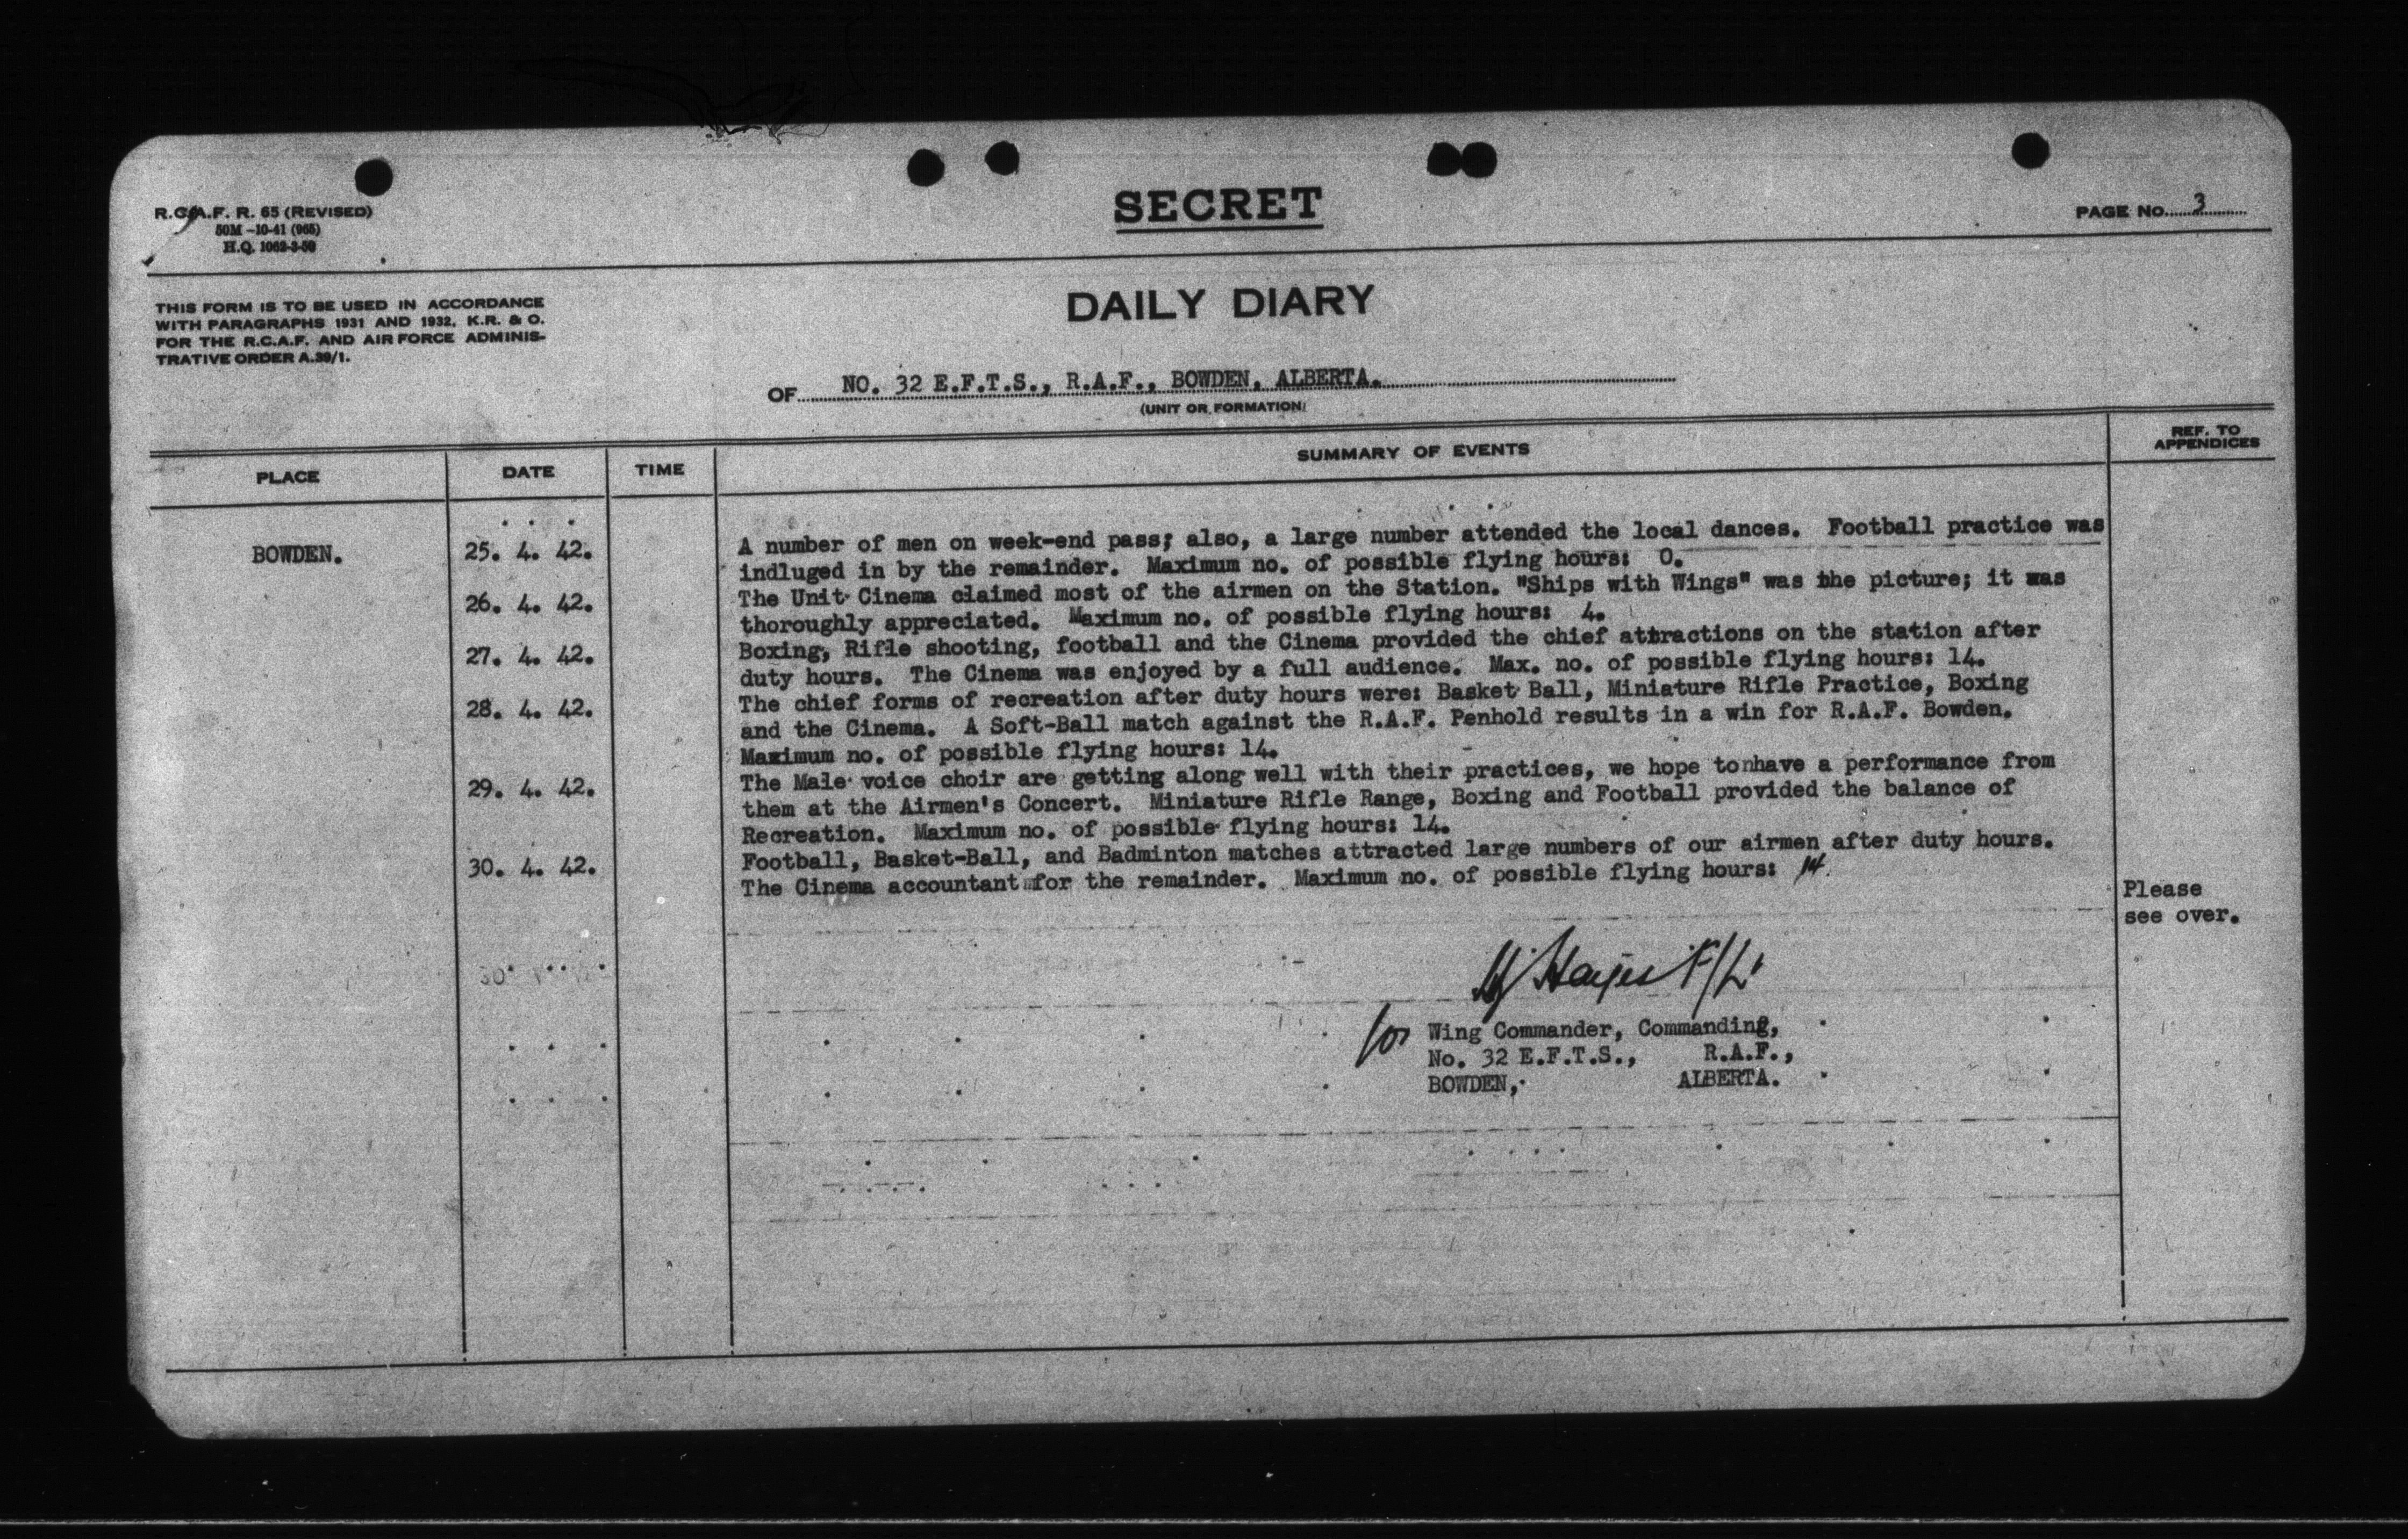 R.C.A.F. R. 65 (REVISED)
50M -10-41 (965)
H.Q. 1062-3-50
SECRET
PAGE No. 3
THIS FORM IS TO BE USED IN ACCORDANCE
WITH PARAGRAPHS 1931 AND 1932, K.R. & O.
FOR THE R.C.A.F. AND AIR FORCE ADMINIS-
TRATIVE ORDER A.39/1.
DAILY DIARY
OF NO. 32 E.F.T.S., R.A.F., BOWDEN, ALBERTA.
(UNIT OR FORMATION)
PLACE DATE TIME SUMMARY OF EVENTS REF. TO
APPENDICES
BOWDEN. 25. 4. 42. A number of men on week-end pass; also, a large number attended the local dances. Football practice was
indluged in by the remainder. Maximum no. of possible flying hours: 0.
26. 4. 42. The Unit Cinema claimed most of the airmen on the Station. "Ships with Wings" was the picture; it was
thoroughly appreciated. Maximum no. of possible flying hours: 4.
27. 4. 42. Boxing, Rifle shooting, football and the Cinema provided the chief attractions on the station after
duty hours. The Cinema was enjoyed by a full audience. Max. no. of possible flying hours: 14.
28. 4. 42. The chief forms of recreation after duty hours were: Basket Ball, Miniature Rifle Practice, Boxing
and the Cinema. A Soft-Ball match against the R.A.F. Penhold results in a win for R.A.F. Bowden.
Maximum no. of possible flying hours: 14.
29. 4. 42. The Male voice choir are getting along well with their practices, we hope tonhave a performance from
them at the Airmen's Concert. Miniature Rifle Range, Boxing and Football provided the balance of
Recreation. Maximum no. of possible flying hours: 14.
30. 4. 42. Football, Basket-Ball, and Badminton matches attracted large numbers of our airmen after duty hours.
The Cinema accountant for the remainder. Maximum no. of possible flying hours: 14.
Please
see over.
Hayes F/Lt
for Wing Commander, Commanding,
No. 32 E.F.T.S., R.A.F.,
BOWDEN, ALBERTA.